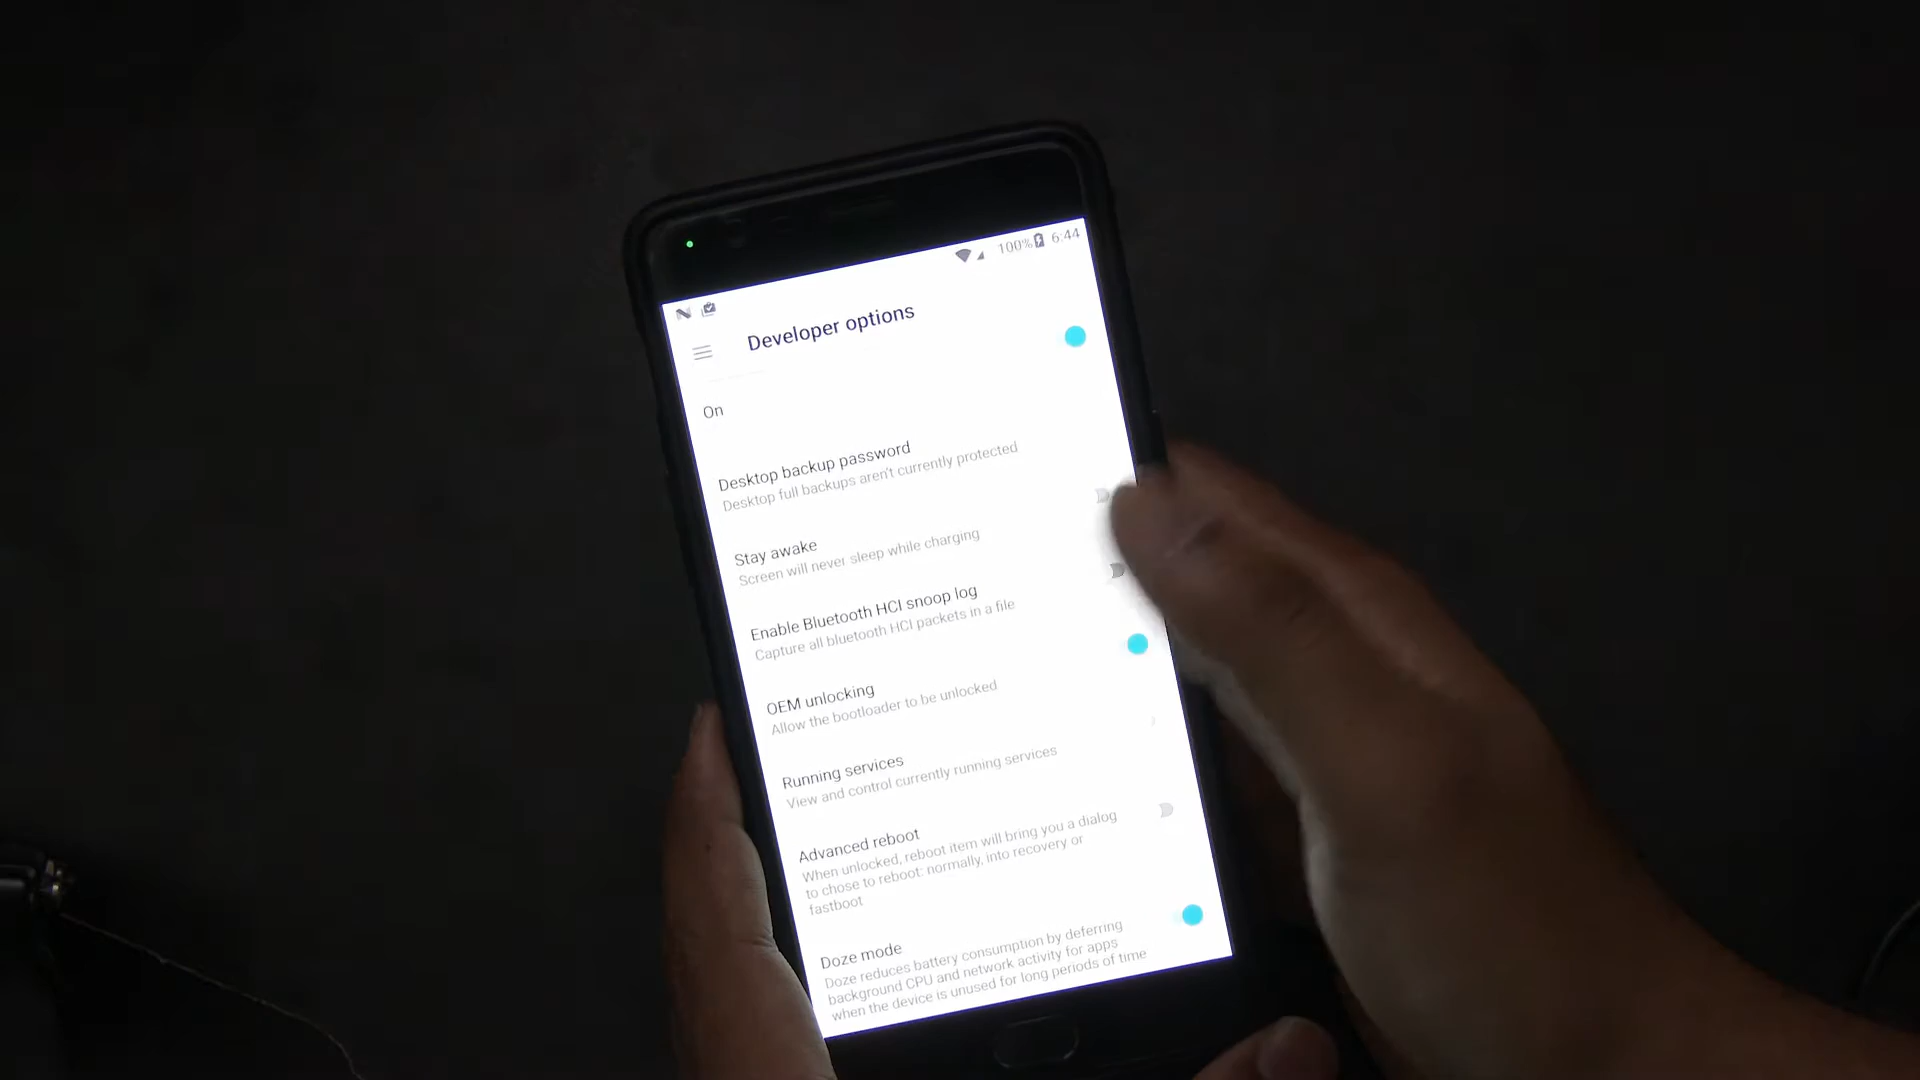 100% 6:44
Developer options
On
Desktop backup password
Desktop full backups aren't currently protected
Stay awake
Screen will never sleep while charging
Enable Bluetooth HCI snoop log
Capture all bluetooth HCI packets in a file
OEM unlocking
Allow the bootloader to be unlocked
Running services
View and control currently running services
Advanced reboot
When unlocked, reboot item will bring you a dialog
to chose to reboot: normally, into recovery or
fastboot
Doze mode
Doze reduces battery consumption by deferring
background CPU and network activity for apps
when the device is unused for long periods of time